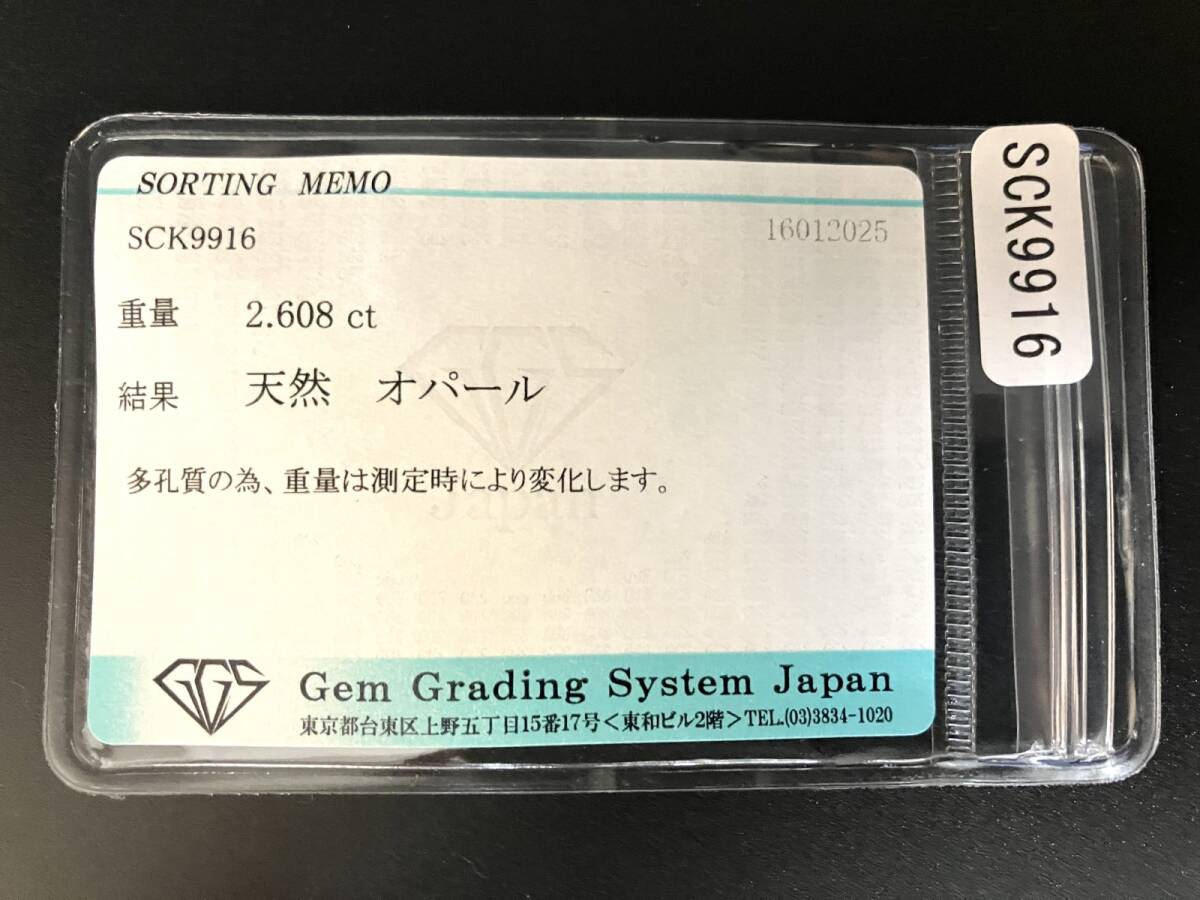 SORTING MEMO
SCK9916
16012025
重量 2.608 ct
結果 天然 オパール
多孔質の為、重量は測定時により変化します。
GGS
Gem Grading System Japan
東京都台東区上野五丁目15番17号<東和ビル2階>TEL.(03)3834-1020
SCK9916